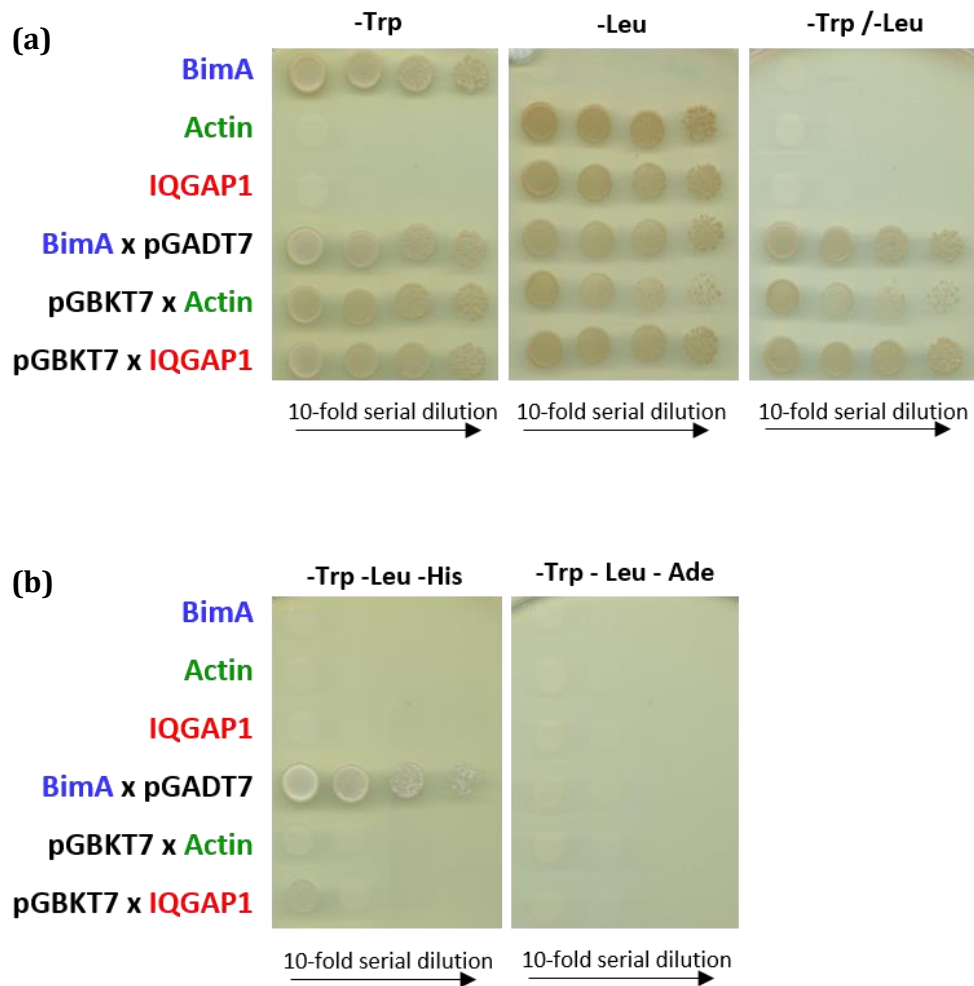 (a)
-Trp
-Leu
-Trp /-Leu
BimA
Actin
IQGAP1
BimA x pGADT7
pGBKT7 x Actin
pGBKT7 x IQGAP1
10-fold serial dilution
10-fold serial dilution
10-fold serial dilution
(b)
-Trp -Leu -His
-Trp - Leu - Ade
BimA
Actin
IQGAP1
BimA x pGADT7
pGBKT7 x Actin
pGBKT7 x IQGAP1
10-fold serial dilution
10-fold serial dilution